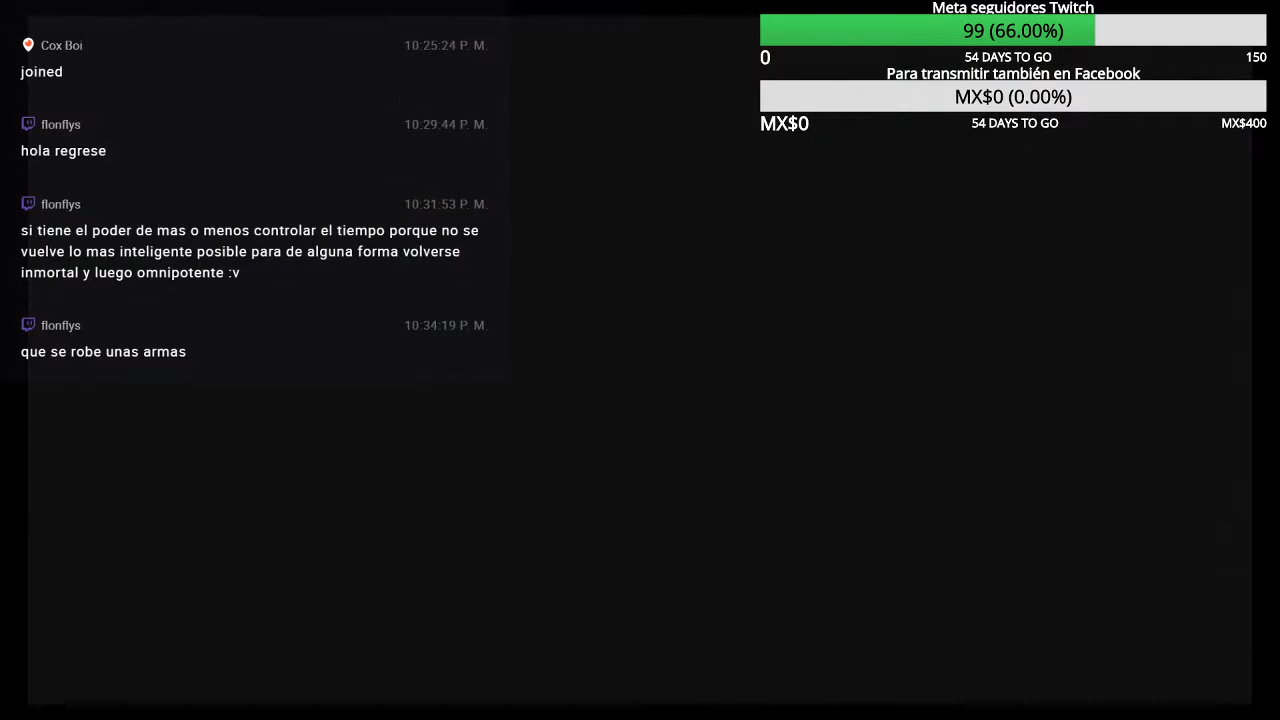 Cox Boi 10:25:24 P. M.
joined
flonflys 10:29:44 P. M.
hola regrese
flonflys 10:31:53 P. M.
si tiene el poder de mas o menos controlar el tiempo porque no se
vuelve lo mas inteligente posible para de alguna forma volverse
inmortal y luego omnipotente :v
flonflys 10:34:19 P. M.
que se robe unas armas
Meta seguidores Twitch
99 (66.00%)
0 54 DAYS TO GO 150
Para transmitir también en Facebook
MX$0 (0.00%)
MX$0 54 DAYS TO GO MX$400